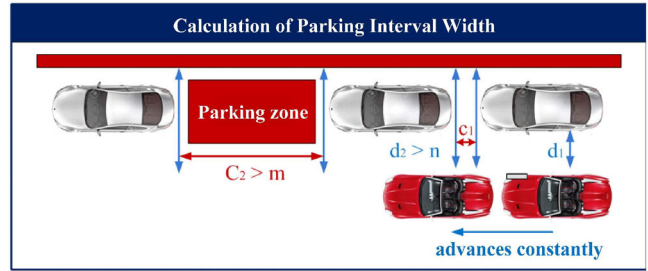 Calculation of Parking Interval Width
Parking zone
C₂ > m
d₂ > n
c₁
d₁
advances constantly